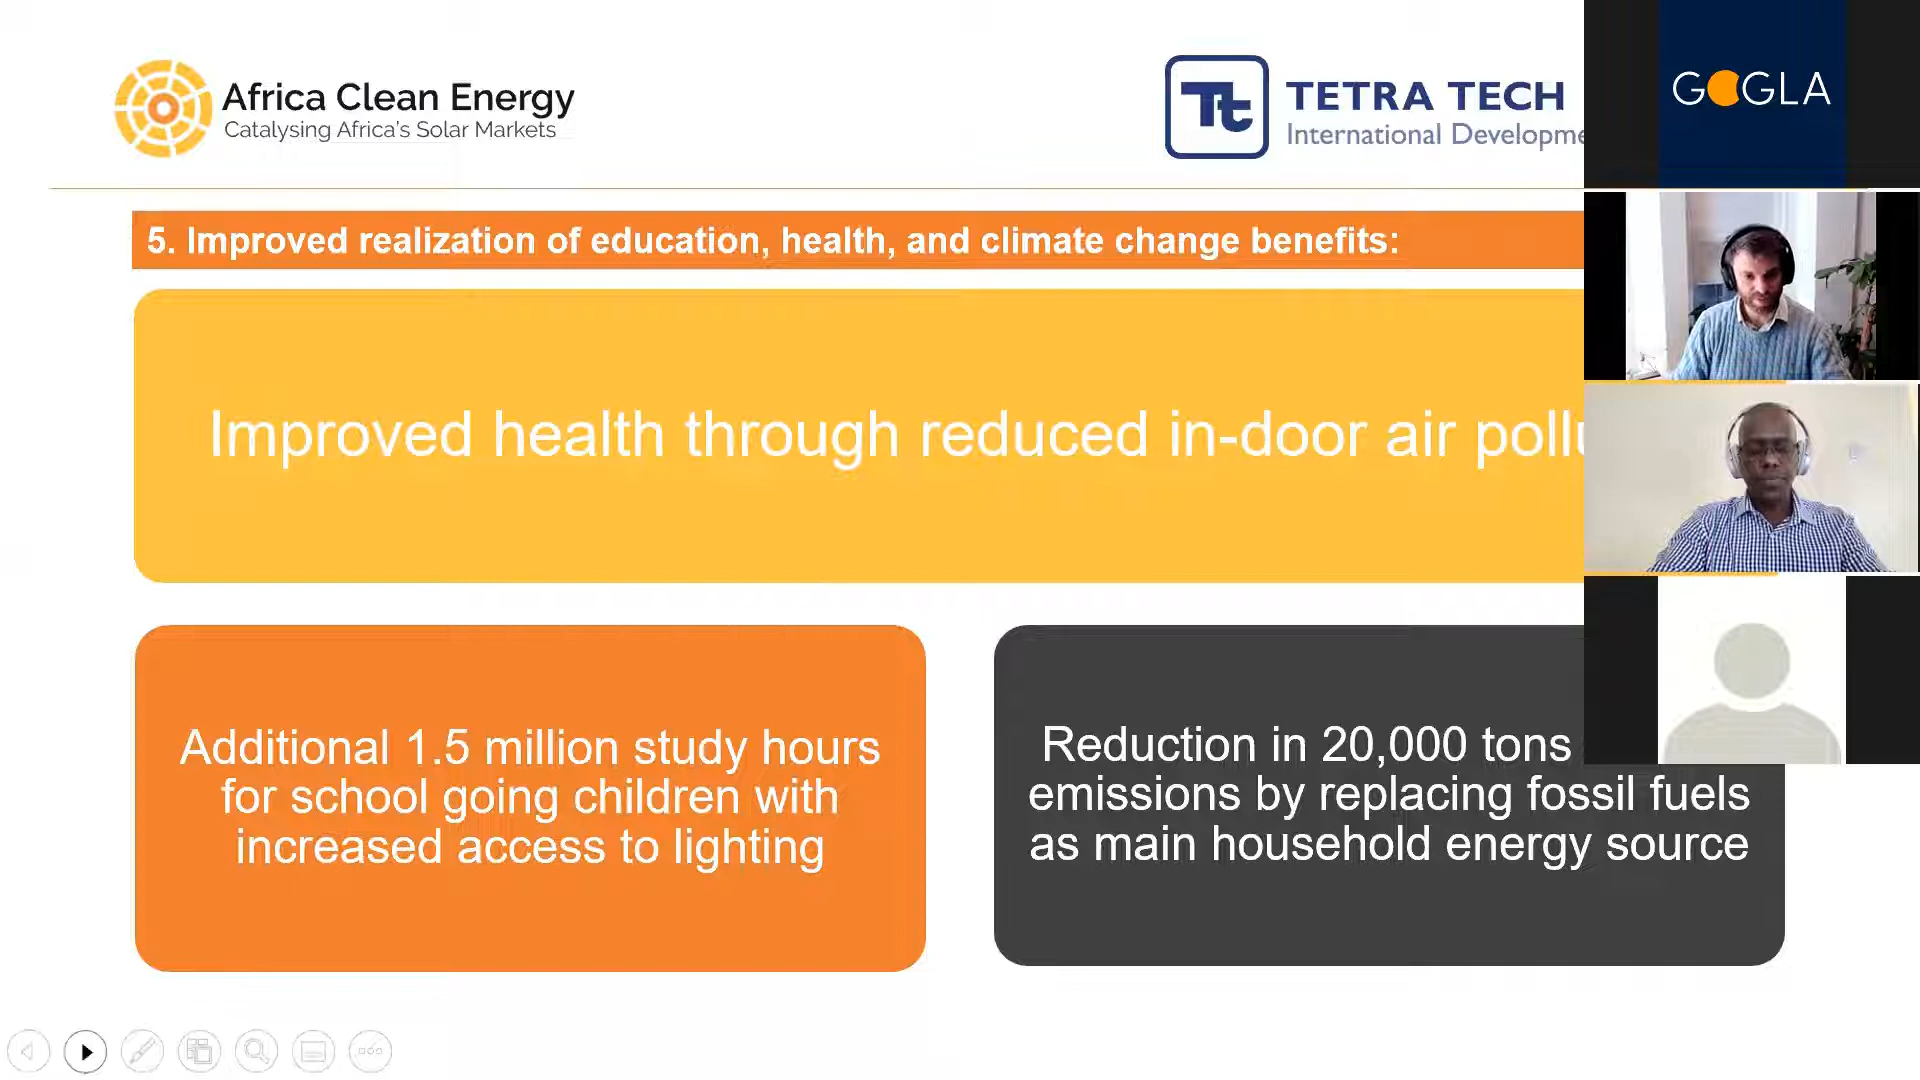 Africa Clean Energy
Catalysing Africa's Solar Markets
Tt
TETRA TECH
International
GOGLA
5. Improved realization of education, health, and climate change benefits:
Improved health through reduced in-door air
Additional 1.5 million study hours
for school going children with
increased access to lighting
Reduction in 20,000 tons
emissions by replacing fossil fuels
as main household energy source